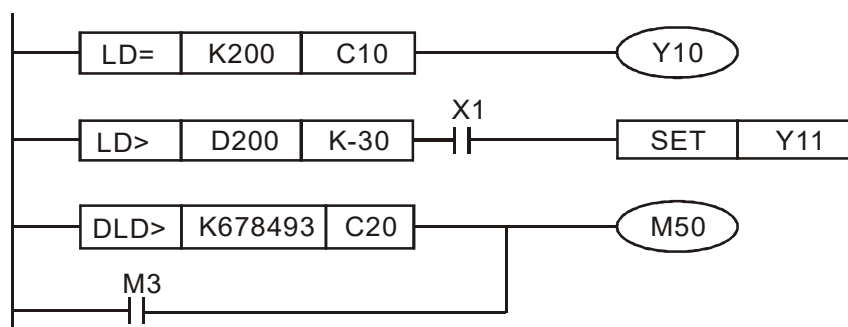 LD= K200 C10 Y10
X1
LD> D200 K-30 SET Y11
DLD> K678493 C20 M50
M3